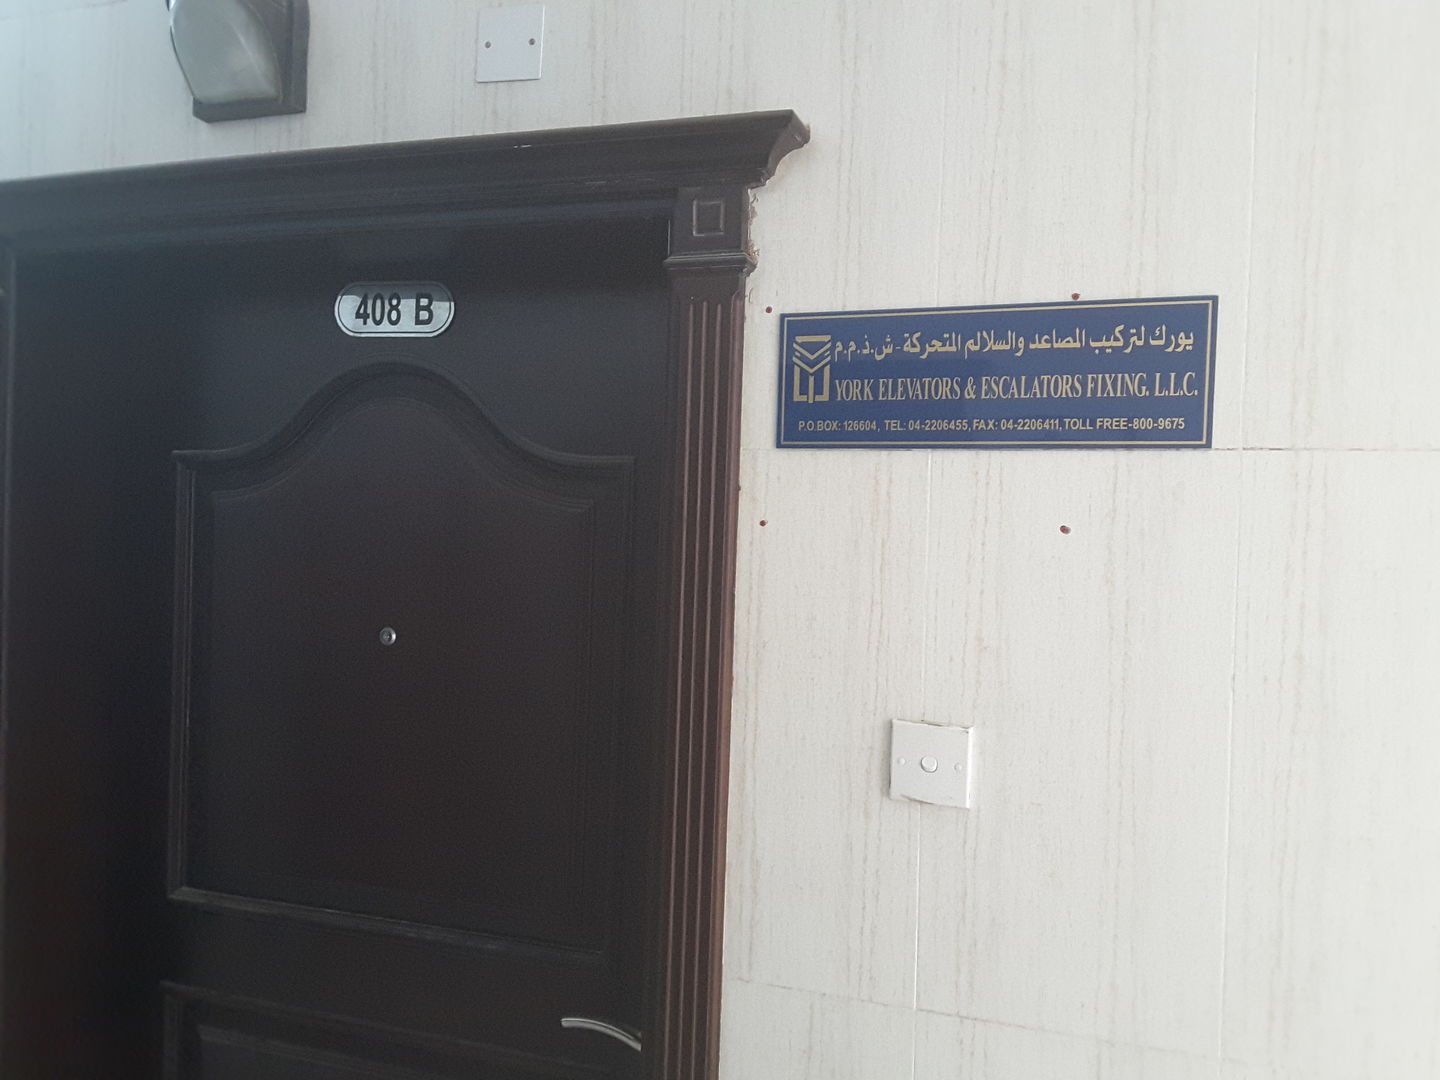 408 B
يورك لتركيب المصاعد والسلالم المتحركة - ش.ذ.م.م
YORK ELEVATORS & ESCALATORS FIXING. L.L.C.
P.O.BOX: 126604, TEL: 04-2206455, FAX: 04-2206411, TOLL FREE-800-9675